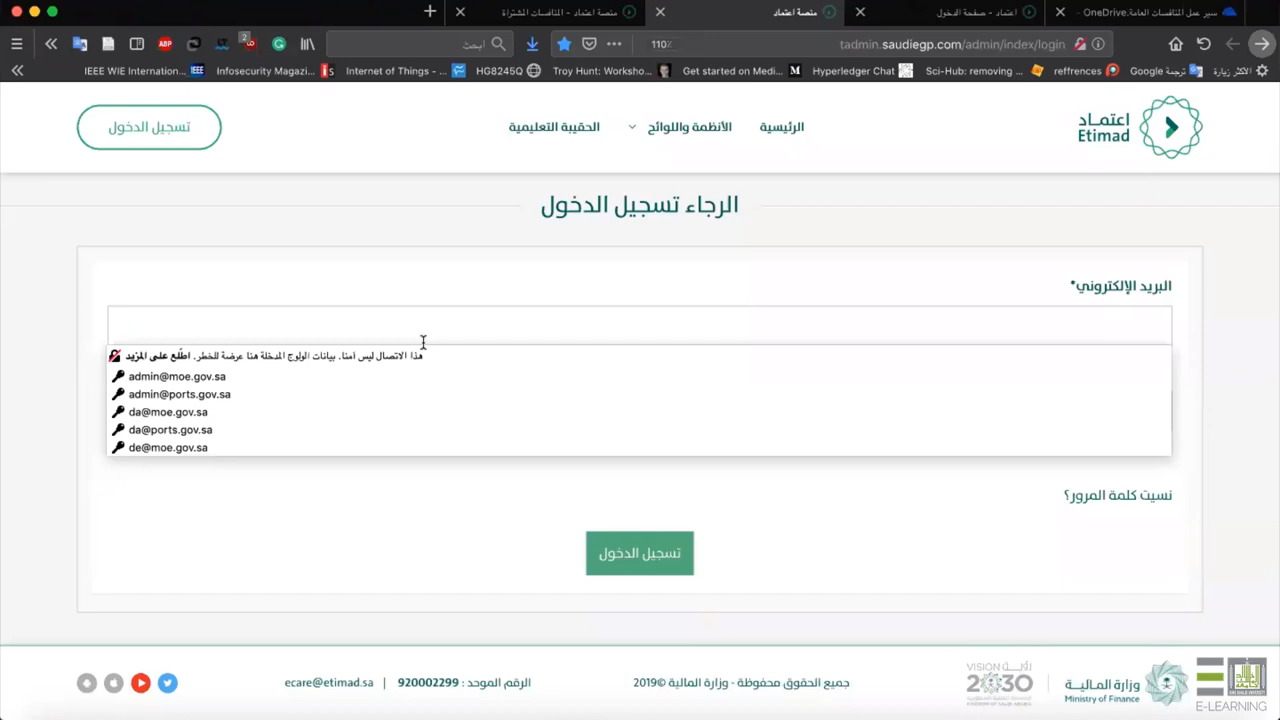 منصة اعتماد - المنافسات المشتراة
منصة اعتماد
اعتماد - صفحة الدخول
سير عمل المنافسات العامة.OneDrive
ابحث
110%
tadmin.saudiegp.com/admin/index/login
2
ABP
IEEE WIE Internation...
IEEE
Infosecurity Magazi...
Internet of Things - ...
HG8245Q
Troy Hunt: Worksho...
Get started on Medi...
Hyperledger Chat
Sci-Hub: removing ...
reffrences
ترجمة Google
الأكثر زيارة
اعتماد
Etimad
الرئيسية
الأنظمة واللوائح
الحقيبة التعليمية
تسجيل الدخول
الرجاء تسجيل الدخول
البريد الإلكتروني*
هذا الاتصال ليس آمنا. بيانات الولوج المدخلة هنا عرضة للخطر. اطّلع على المزيد
admin@moe.gov.sa
admin@ports.gov.sa
da@moe.gov.sa
da@ports.gov.sa
de@moe.gov.sa
نسيت كلمة المرور؟
تسجيل الدخول
وزارة المالية
Ministry of Finance
VISION رؤية
2030
جميع الحقوق محفوظة - وزارة المالية ©2019
الرقم الموحد : 920002299 | ecare@etimad.sa
E-LEARNING